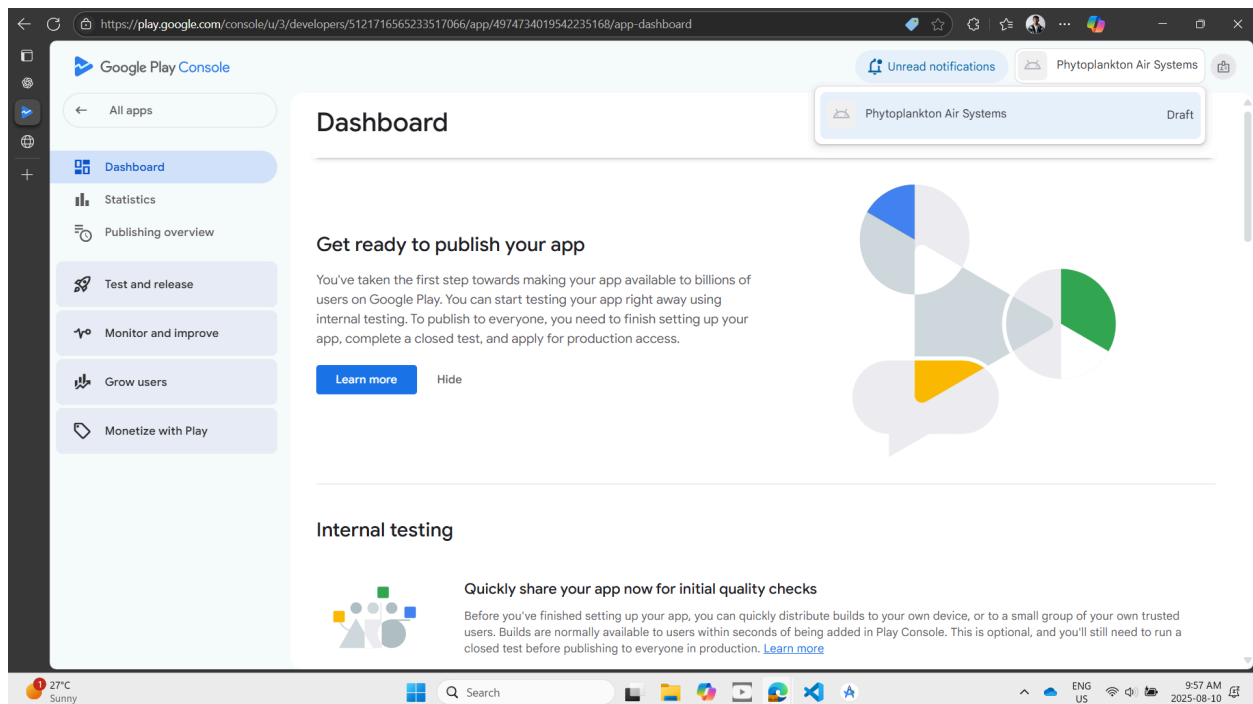 https://play.google.com/console/u/3/developers/5121716565233517066/app/4974734019542235168/app-dashboard
Google Play Console
Unread notifications
Phytoplankton Air Systems
Phytoplankton Air Systems
Draft
All apps
Dashboard
Statistics
Publishing overview
Test and release
Monitor and improve
Grow users
Monetize with Play
Dashboard
Get ready to publish your app
You've taken the first step towards making your app available to billions of
users on Google Play. You can start testing your app right away using
internal testing. To publish to everyone, you need to finish setting up your
app, complete a closed test, and apply for production access.
Learn more
Hide
Internal testing
Quickly share your app now for initial quality checks
Before you've finished setting up your app, you can quickly distribute builds to your own device, or to a small group of your own trusted
users. Builds are normally available to users within seconds of being added in Play Console. This is optional, and you'll still need to run a
closed test before publishing to everyone in production. Learn more
1
27°C
Sunny
Search
ENG
US
9:57 AM
2025-08-10